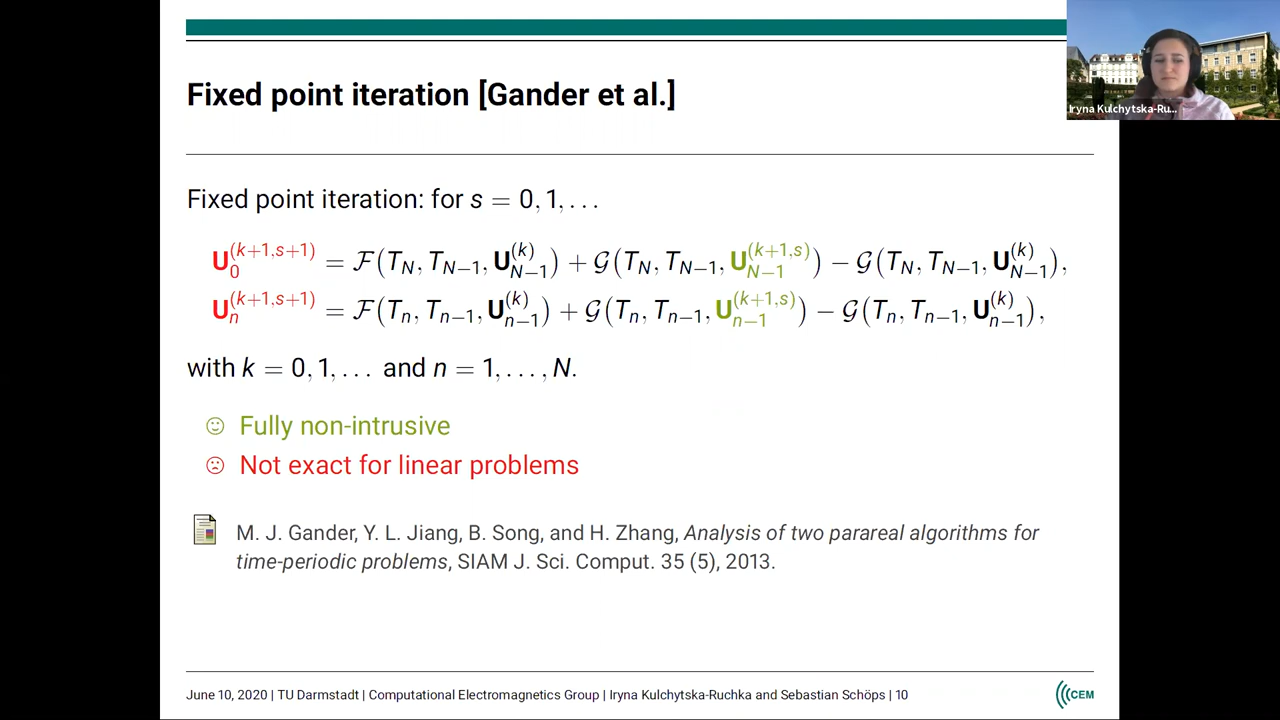 Fixed point iteration [Gander et al.]
Iryna Kulchytska-Ru...
Fixed point iteration: for s = 0, 1, . . .
U_0^{(k+1,s+1)} = F(T_N, T_{N−1}, U_{N−1}^{(k)}) + G(T_N, T_{N−1}, U_{N−1}^{(k+1,s)}) − G(T_N, T_{N−1}, U_{N−1}^{(k)}),
U_n^{(k+1,s+1)} = F(T_n, T_{n−1}, U_{n−1}^{(k)}) + G(T_n, T_{n−1}, U_{n−1}^{(k+1,s)}) − G(T_n, T_{n−1}, U_{n−1}^{(k)}),
with k = 0, 1, . . . and n = 1, . . . , N.
Fully non-intrusive
Not exact for linear problems
M. J. Gander, Y. L. Jiang, B. Song, and H. Zhang, Analysis of two parareal algorithms for
time-periodic problems, SIAM J. Sci. Comput. 35 (5), 2013.
June 10, 2020 | TU Darmstadt | Computational Electromagnetics Group | Iryna Kulchytska-Ruchka and Sebastian Schöps | 10
CEM